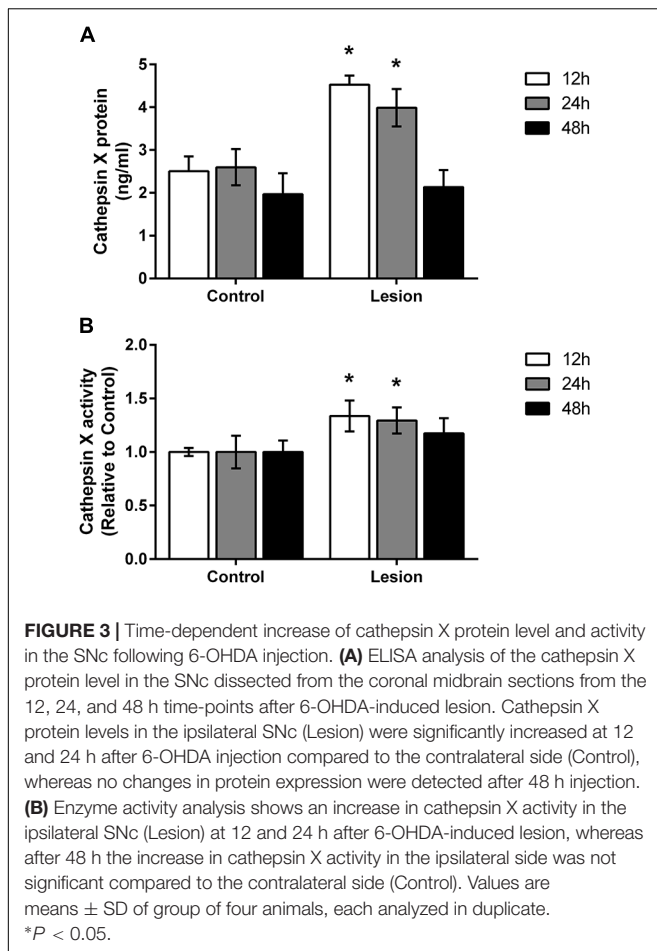 A
* *
5
4
3
2
1
0
Cathepsin X protein
(ng/ml)
Control Lesion
12h
24h
48h
B
2.0
1.5
1.0
0.5
0.0
Cathepsin X activity
(Relative to Control)
* *
Control Lesion
12h
24h
48h
FIGURE 3 | Time-dependent increase of cathepsin X protein level and activity
in the SNc following 6-OHDA injection. (A) ELISA analysis of the cathepsin X
protein level in the SNc dissected from the coronal midbrain sections from the
12, 24, and 48 h time-points after 6-OHDA-induced lesion. Cathepsin X
protein levels in the ipsilateral SNc (Lesion) were significantly increased at 12
and 24 h after 6-OHDA injection compared to the contralateral side (Control),
whereas no changes in protein expression were detected after 48 h injection.
(B) Enzyme activity analysis shows an increase in cathepsin X activity in the
ipsilateral SNc (Lesion) at 12 and 24 h after 6-OHDA-induced lesion, whereas
after 48 h the increase in cathepsin X activity in the ipsilateral side was not
significant compared to the contralateral side (Control). Values are
means ± SD of group of four animals, each analyzed in duplicate.
*P < 0.05.